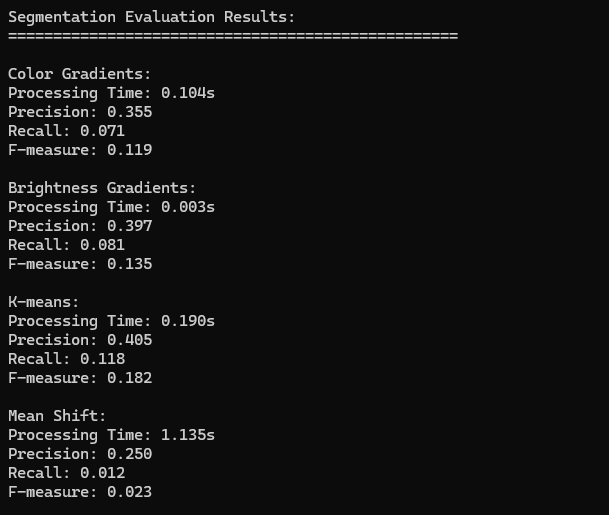 Segmentation Evaluation Results:
==================================================
Color Gradients:
Processing Time: 0.104s
Precision: 0.355
Recall: 0.071
F-measure: 0.119
Brightness Gradients:
Processing Time: 0.003s
Precision: 0.397
Recall: 0.081
F-measure: 0.135
K-means:
Processing Time: 0.190s
Precision: 0.405
Recall: 0.118
F-measure: 0.182
Mean Shift:
Processing Time: 1.135s
Precision: 0.250
Recall: 0.012
F-measure: 0.023